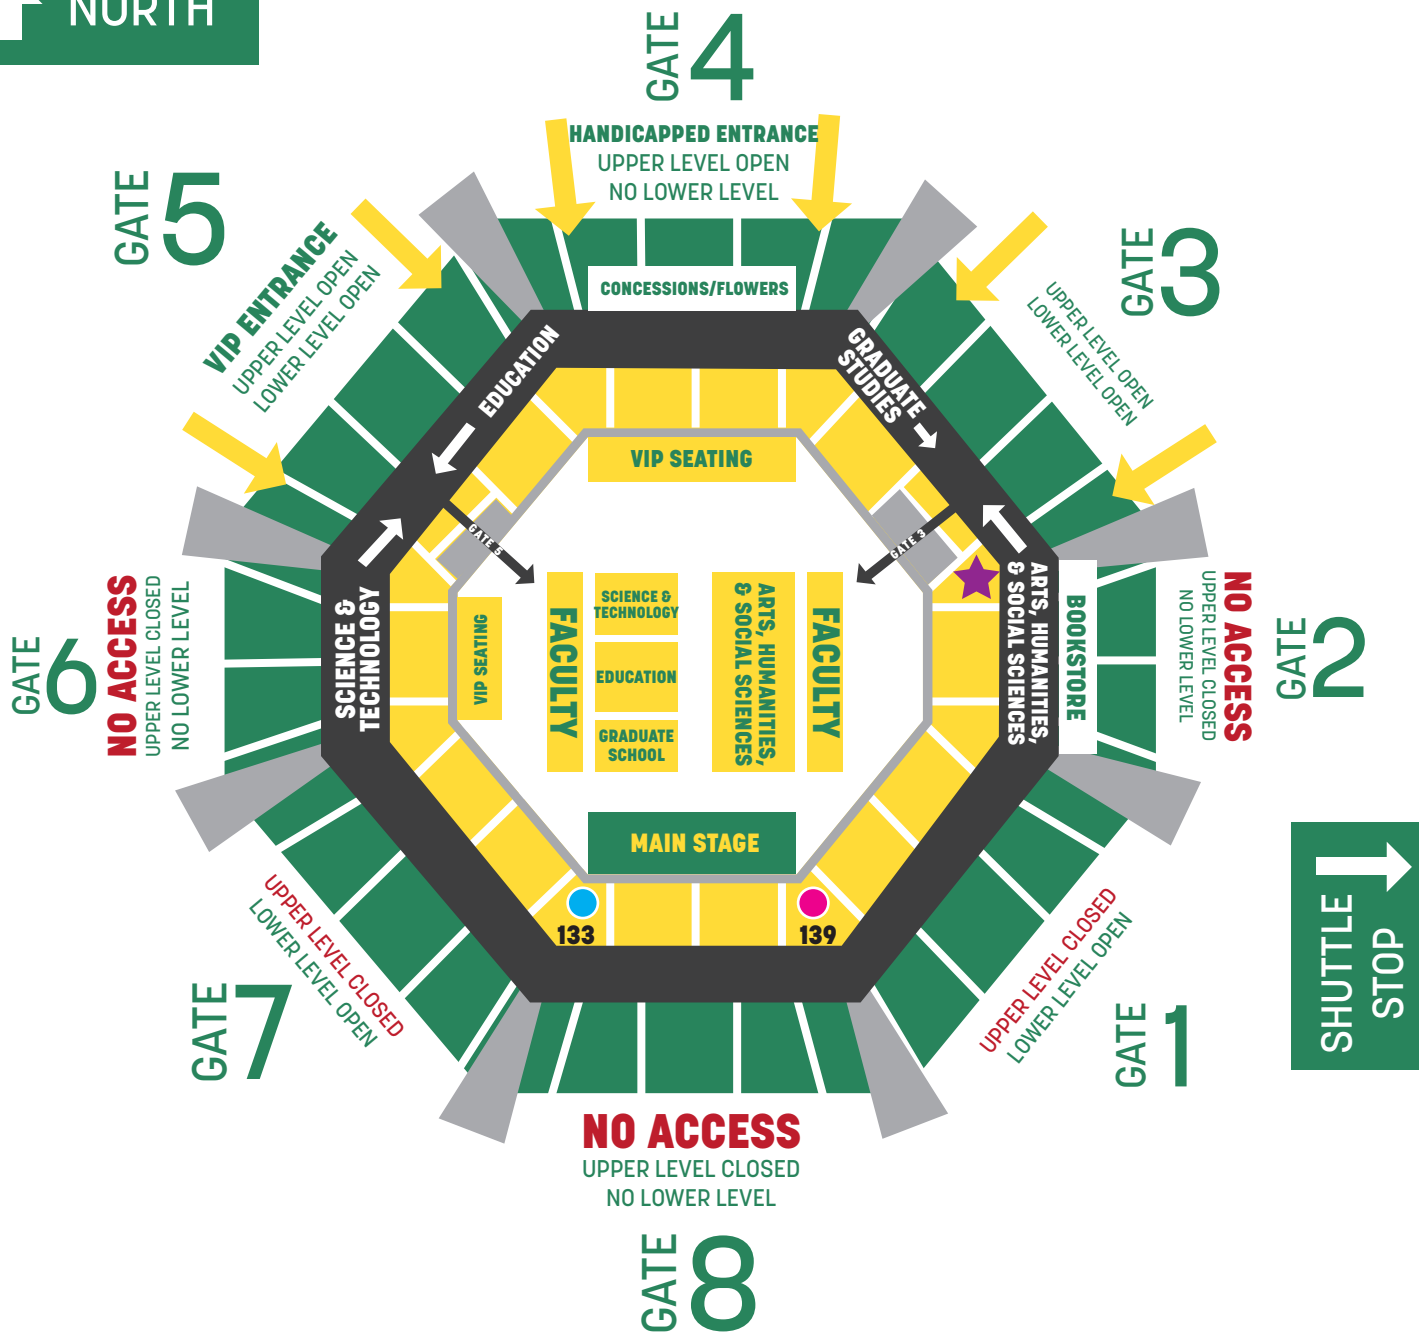 NORTH
GATE 4
HANDICAPPED ENTRANCE
UPPER LEVEL OPEN
NO LOWER LEVEL
GATE 5
VIP ENTRANCE
UPPER LEVEL OPEN
LOWER LEVEL OPEN
GATE 3
UPPER LEVEL OPEN
LOWER LEVEL OPEN
CONCESSIONS/FLOWERS
EDUCATION
GRADUATE
STUDIES
VIP SEATING
GATE 5
GATE 3
GATE 6
NO ACCESS
UPPER LEVEL CLOSED
NO LOWER LEVEL
SCIENCE &
TECHNOLOGY
VIP SEATING
FACULTY
SCIENCE &
TECHNOLOGY
EDUCATION
GRADUATE
SCHOOL
ARTS, HUMANITIES,
& SOCIAL SCIENCES
FACULTY
ARTS, HUMANITIES,
& SOCIAL SCIENCES
BOOKSTORE
NO ACCESS
UPPER LEVEL CLOSED
NO LOWER LEVEL
GATE 2
MAIN STAGE
133
139
UPPER LEVEL CLOSED
LOWER LEVEL OPEN
GATE 7
UPPER LEVEL CLOSED
LOWER LEVEL OPEN
GATE 1
SHUTTLE
STOP
NO ACCESS
UPPER LEVEL CLOSED
NO LOWER LEVEL
GATE 8